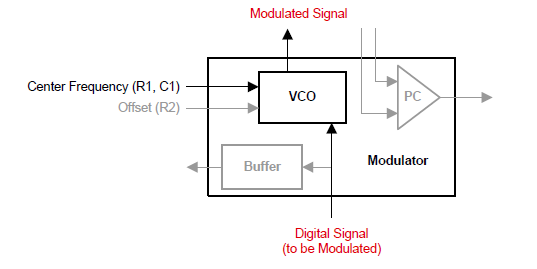 Modulated Signal
Center Frequency (R1, C1)
Offset (R2)
VCO
PC
Buffer
Modulator
Digital Signal
(to be Modulated)